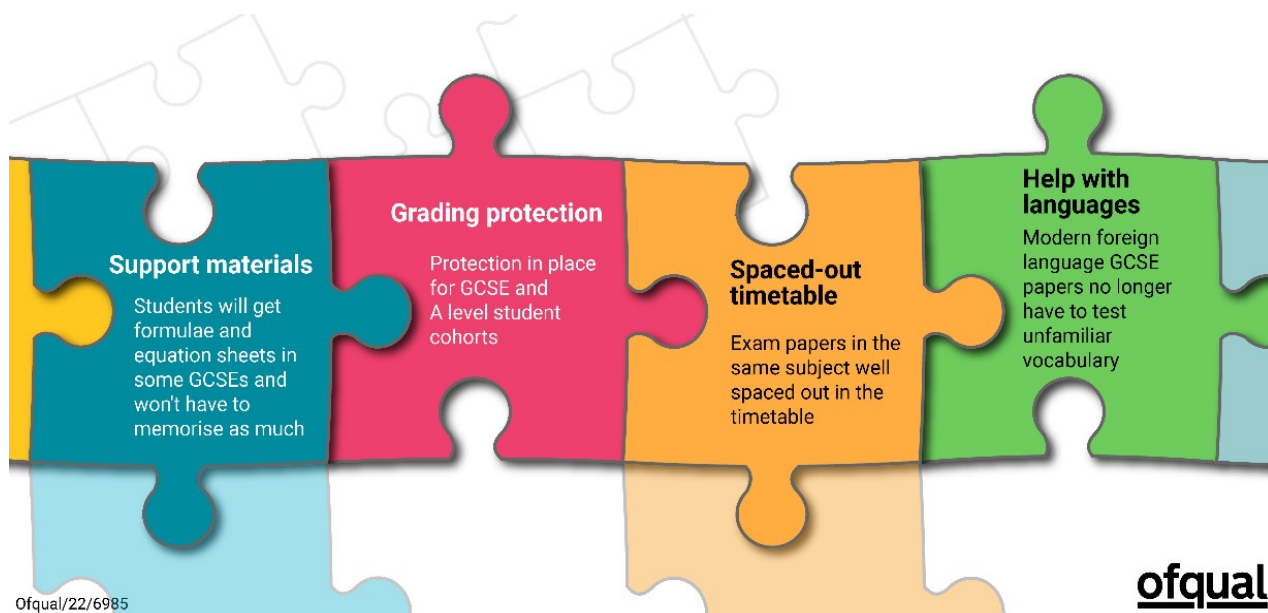 Support materials
Students will get
formulae and
equation sheets in
some GCSEs and
won't have to
memorise as much
Grading protection
Protection in place
for GCSE and
A level student
cohorts
Spaced-out
timetable
Exam papers in the
same subject well
spaced out in the
timetable
Help with
languages
Modern foreign
language GCSE
papers no longer
have to test
unfamiliar
vocabulary
Ofqual/22/6985
ofqual